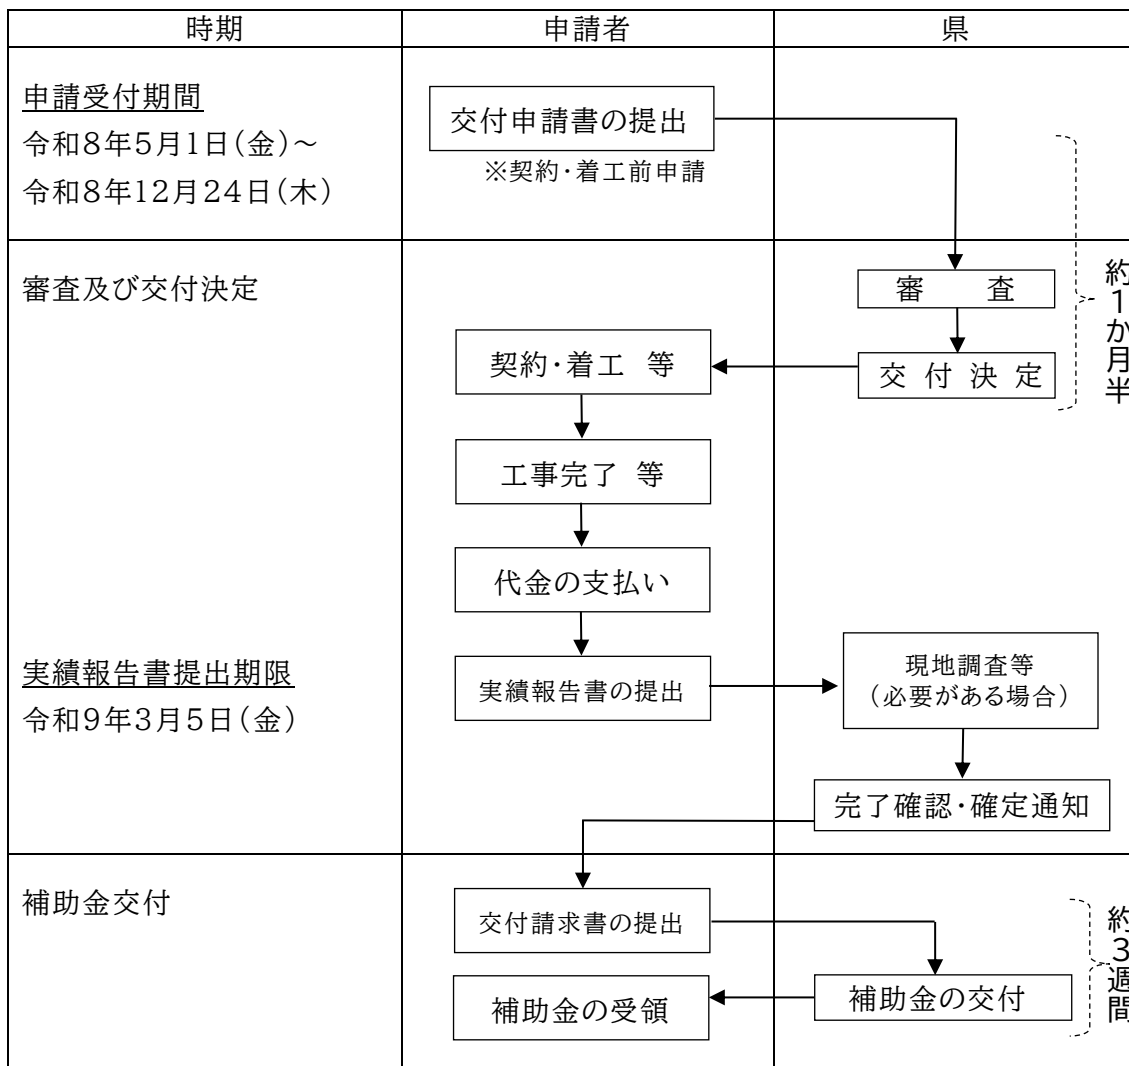 時期
申請者
県
申請受付期間
令和8年5月1日(金)～
令和8年12月24日(木)
交付申請書の提出
※契約・着工前申請
審査及び交付決定
審　　査
交 付 決 定
約1か月半
契約・着工 等
工事完了 等
代金の支払い
実績報告書提出期限
令和9年3月5日(金)
実績報告書の提出
現地調査等
(必要がある場合)
完了確認・確定通知
補助金交付
交付請求書の提出
補助金の交付
補助金の受領
約3週間